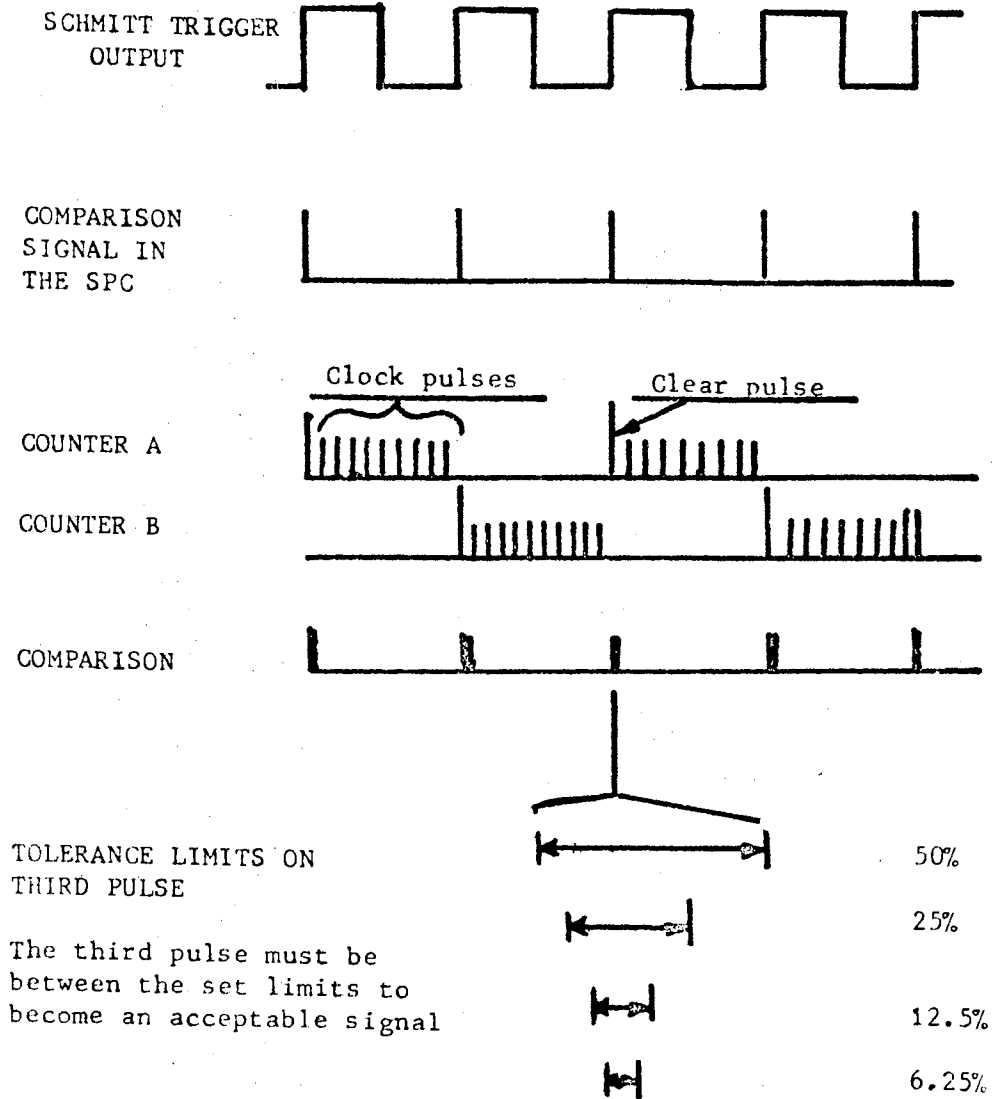 SCHMITT TRIGGER
OUTPUT
COMPARISON
SIGNAL IN
THE SPC
Clock pulses
Clear pulse
COUNTER A
COUNTER B
COMPARISON
TOLERANCE LIMITS ON
THIRD PULSE
50%
25%
The third pulse must be
between the set limits to
become an acceptable signal
12.5%
6.25%